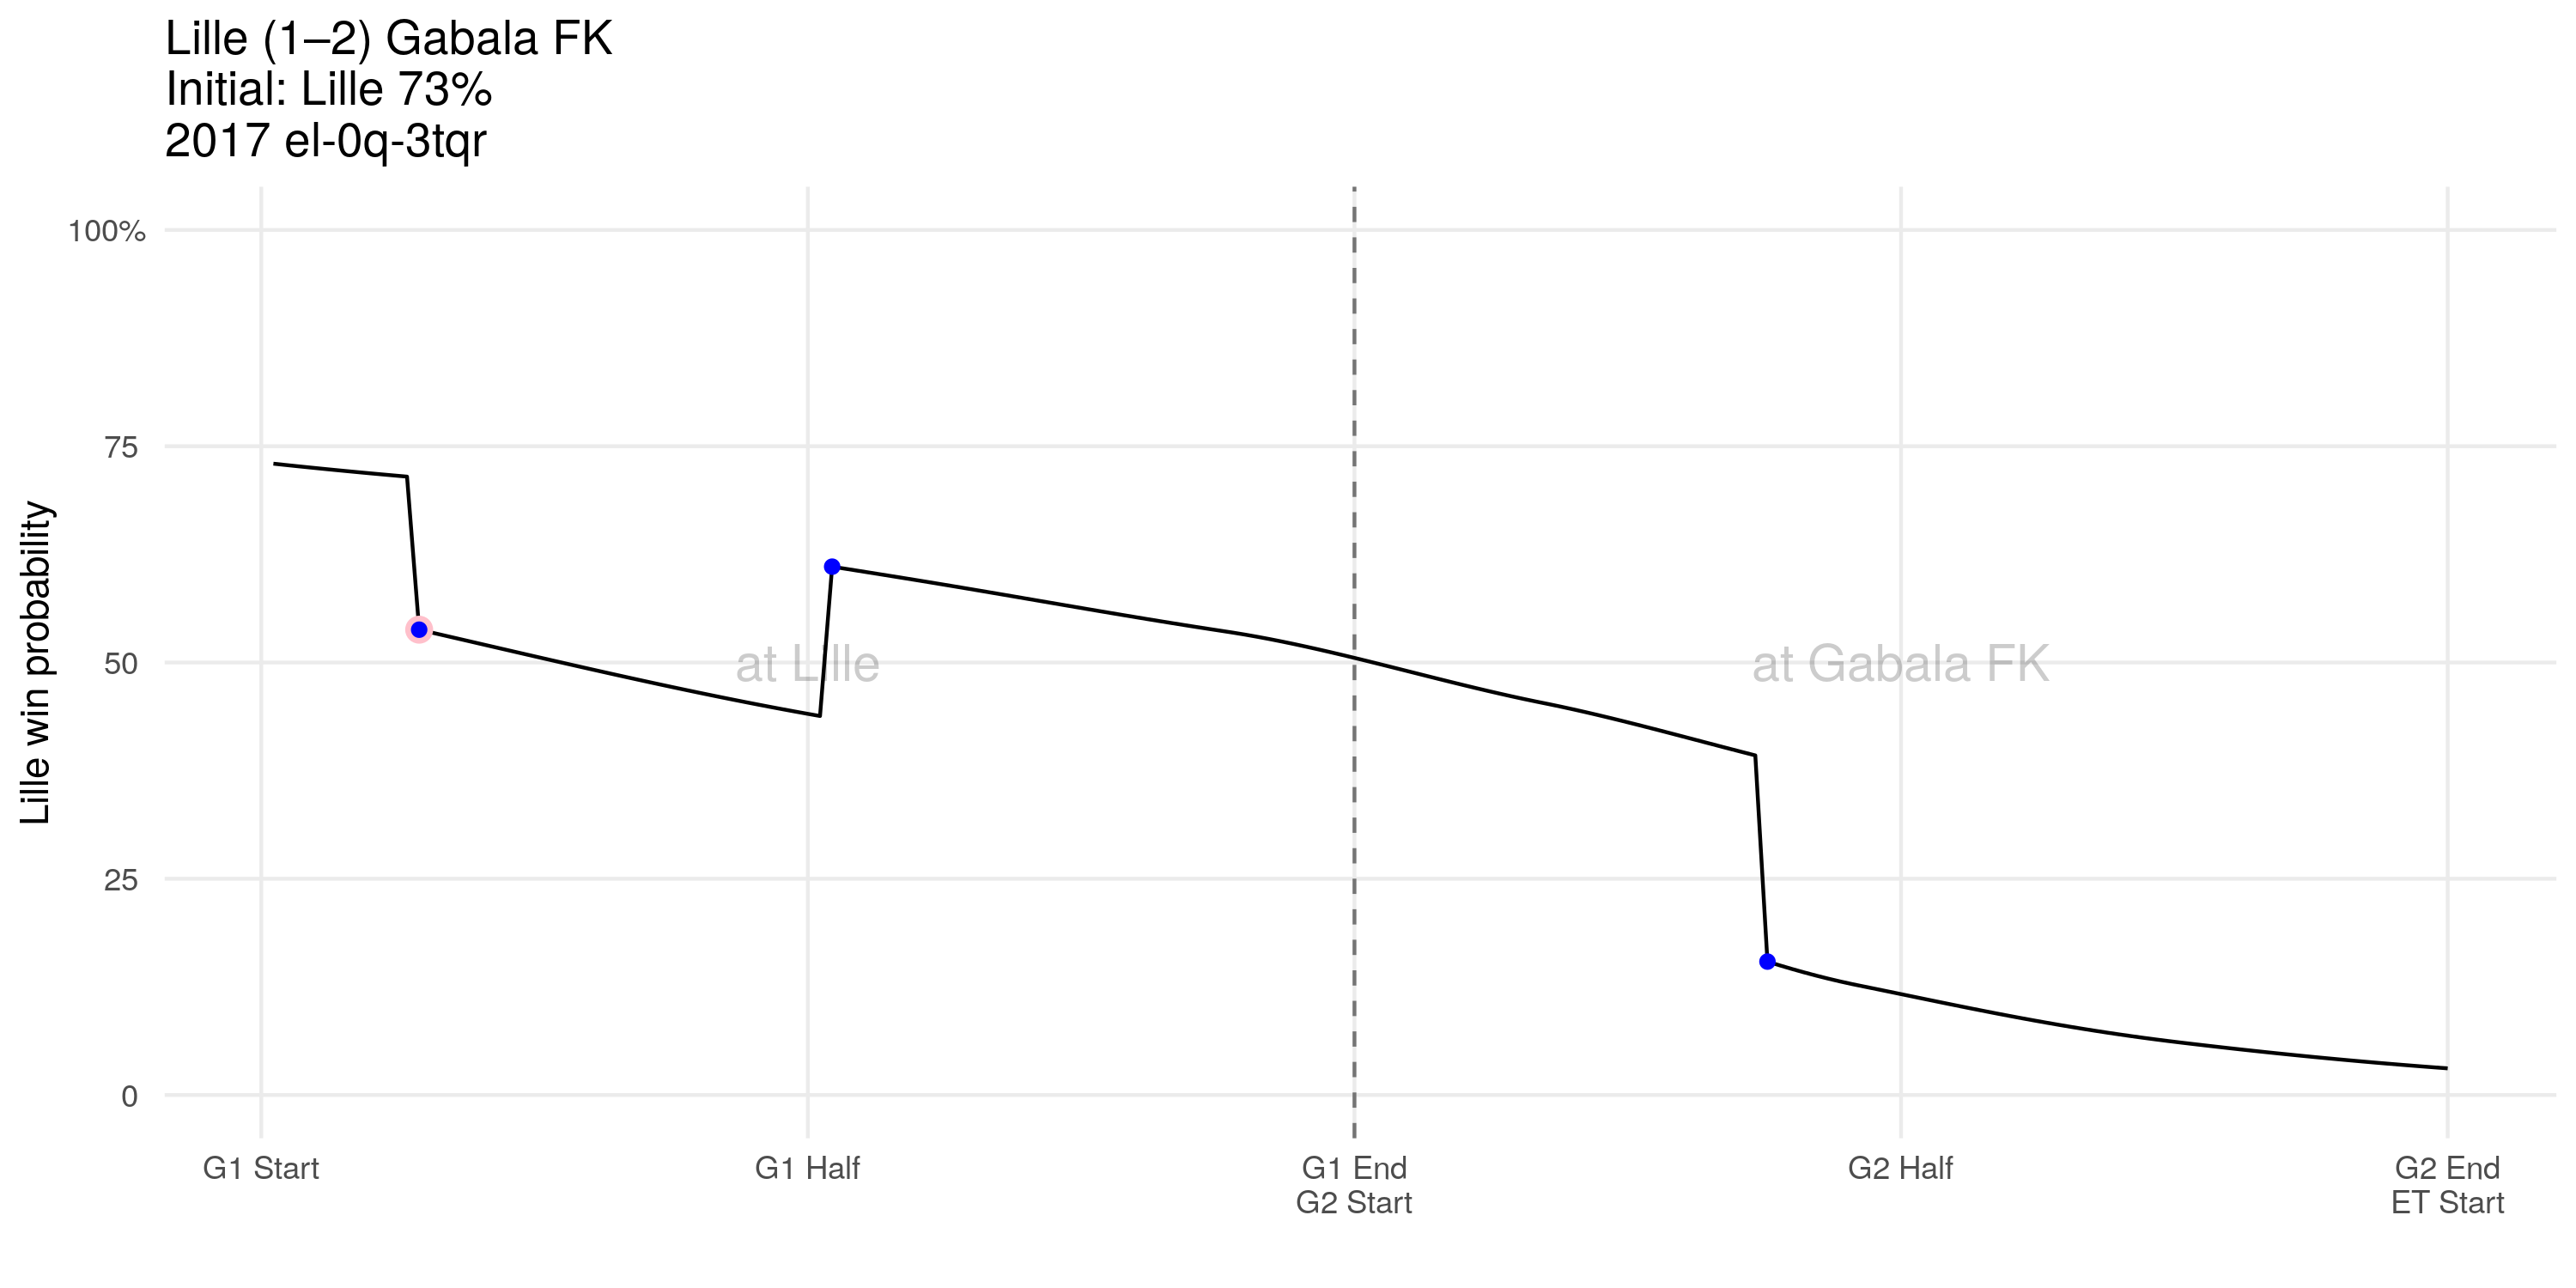 Lille (1–2) Gabala FK
Initial: Lille 73%
2017 el-0q-3tqr
Lille win probability
100%
75
50
25
0
at Lille
at Gabala FK
G1 Start
G1 Half
G1 End
G2 Start
G2 Half
G2 End
ET Start